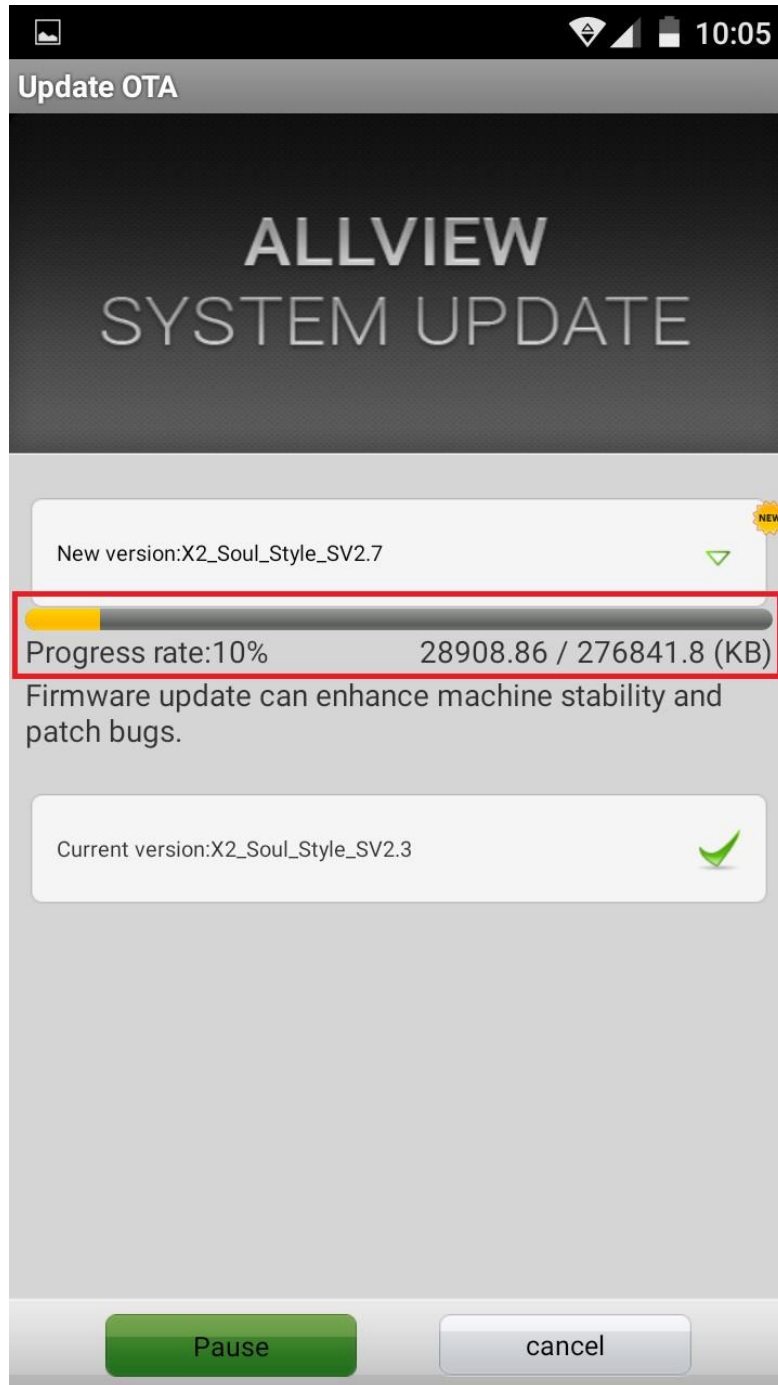 10:05
Update OTA
ALLVIEW
SYSTEM UPDATE
NEW
New version:X2_Soul_Style_SV2.7
Progress rate:10% 28908.86 / 276841.8 (KB)
Firmware update can enhance machine stability and
patch bugs.
Current version:X2_Soul_Style_SV2.3
Pause cancel